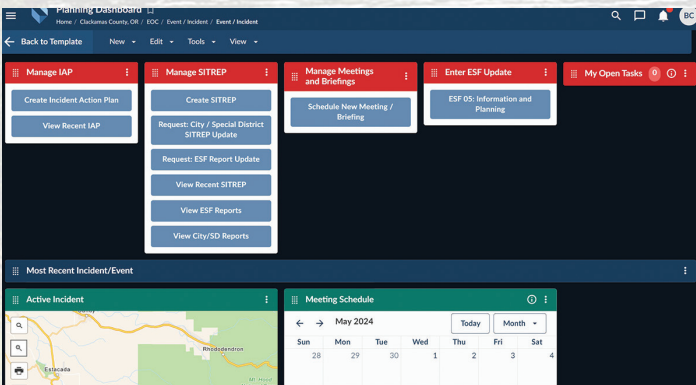 Planning Dashboard
Home / Clackamas County, OR / EOC / Event / Incident / Event / Incident
BC
Back to Template
New
Edit
Tools
View
Manage IAP
Create Incident Action Plan
View Recent IAP
Manage SITREP
Create SITREP
Request: City / Special District
SITREP Update
Request: ESF Report Update
View Recent SITREP
View ESF Reports
View City/SD Reports
Manage Meetings
and Briefings
Schedule New Meeting /
Briefing
Enter ESF Update
ESF 05: Information and
Planning
My Open Tasks 0
Most Recent Incident/Event
Active Incident
Rhododendron
Estacada
Meeting Schedule
May 2024
Today
Month
Sun Mon Tue Wed Thu Fri Sat
28 29 30 1 2 3 4